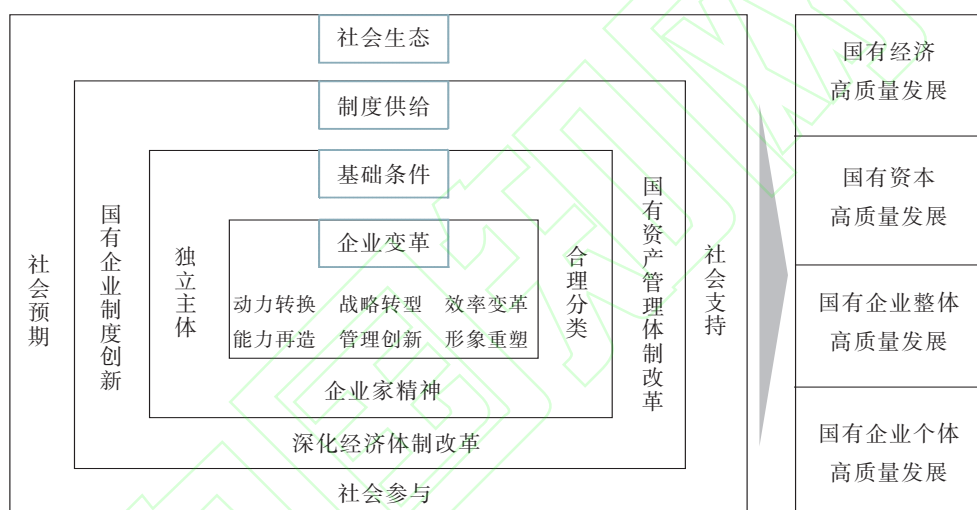 社会生态
制度供给
基础条件
企业变革
动力转换 战略转型 效率变革
能力再造 管理创新 形象重塑
社会预期
国有企业制度创新
独立主体
合理分类
国有资产管理体制改革
社会支持
企业家精神
深化经济体制改革
社会参与
国有经济
高质量发展
国有资本
高质量发展
国有企业整体
高质量发展
国有企业个体
高质量发展